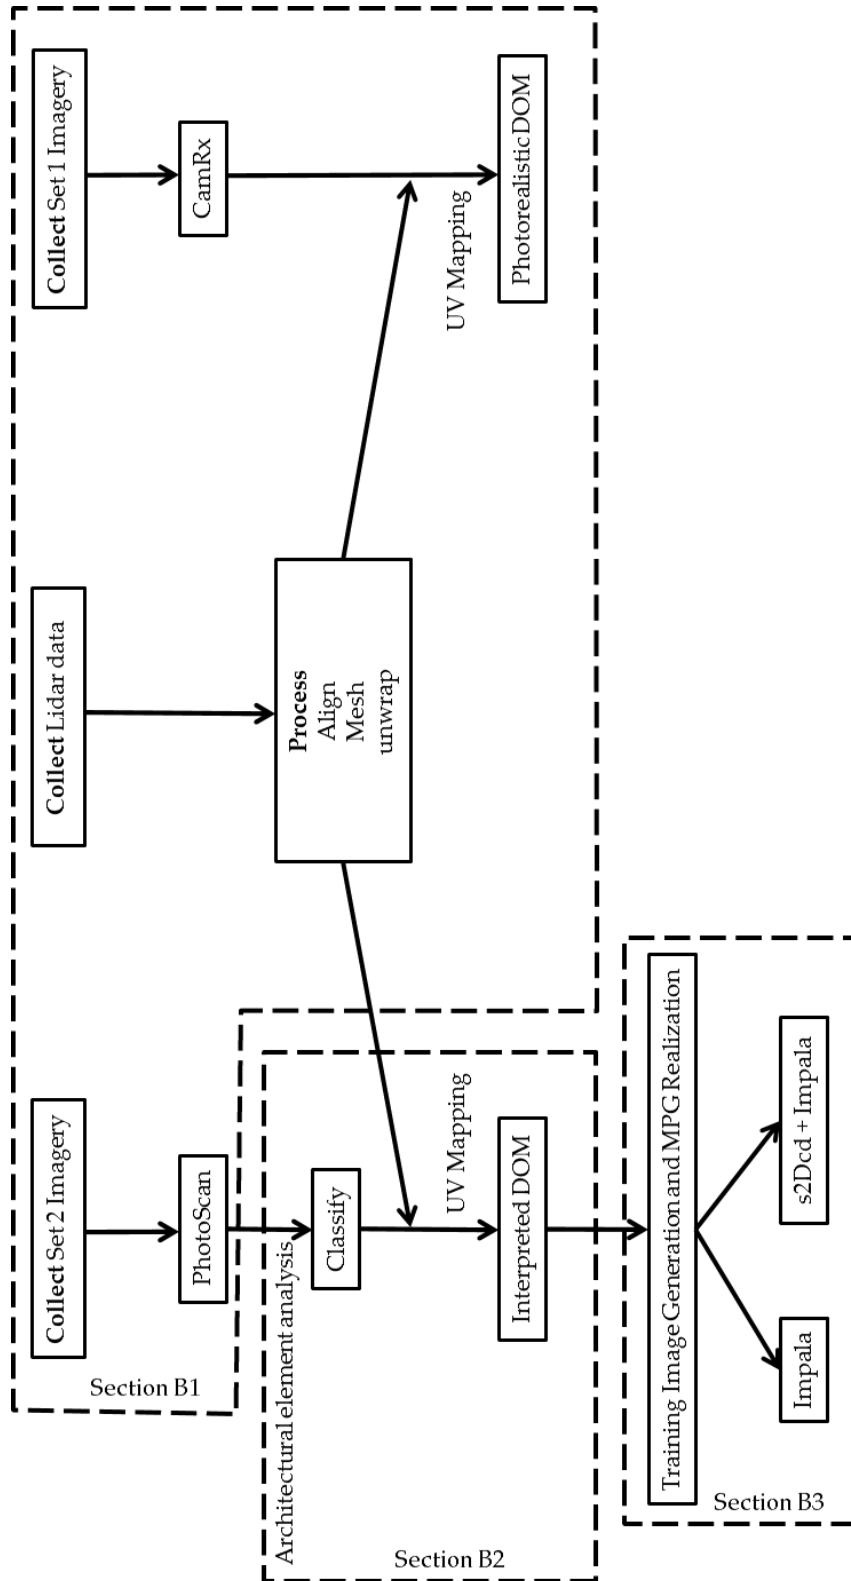 Collect Set 2 Imagery
Collect Lidar data
Collect Set 1 Imagery
PhotoScan
CamRx
Section B1
Architectural element analysis
Classify
Process
Align
Mesh
unwrap
UV Mapping
UV Mapping
Interpreted DOM
Photorealistic DOM
Section B2
Training Image Generation and MPG Realization
Impala
s2Dcd + Impala
Section B3